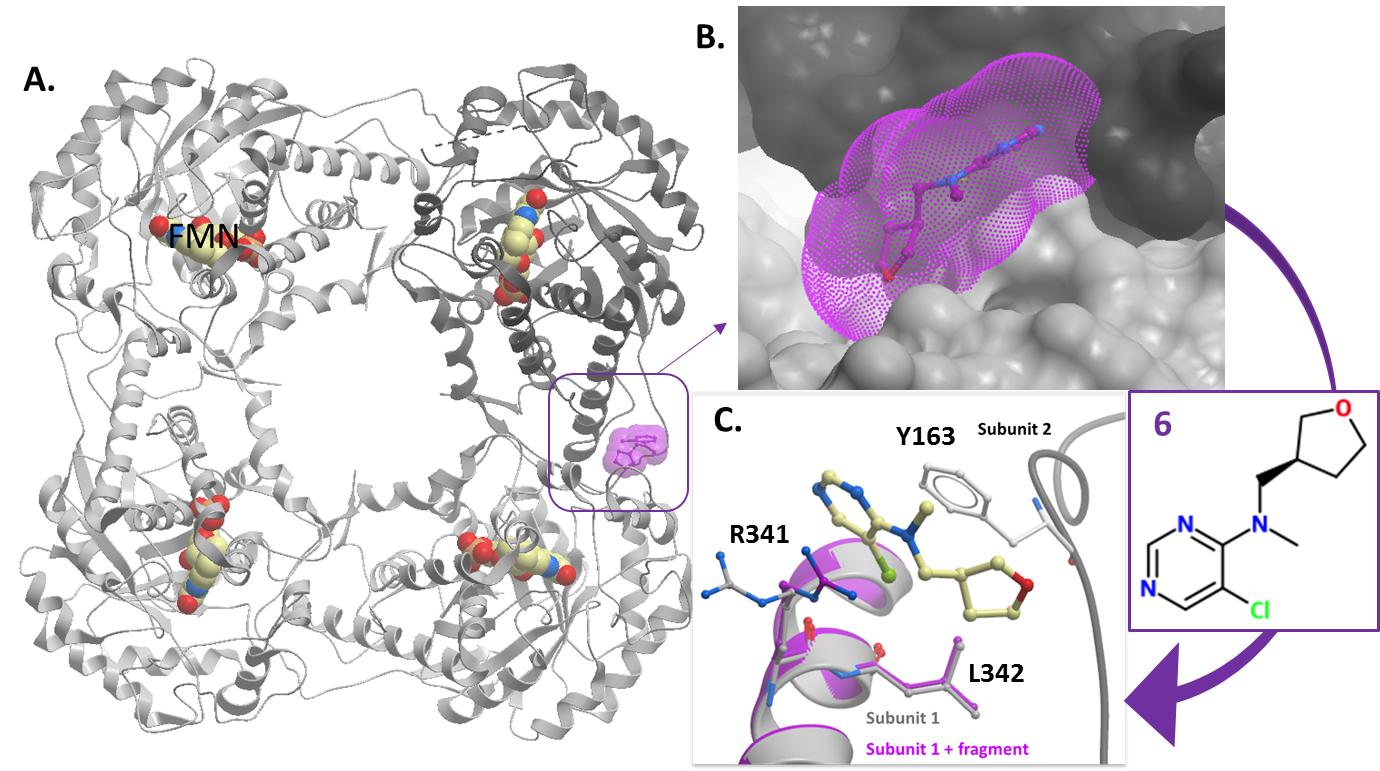 A.
FMN
B.
C.
Y163
Subunit 2
R341
L342
Subunit 1
Subunit 1 + fragment
6
O
N
N
N
Cl